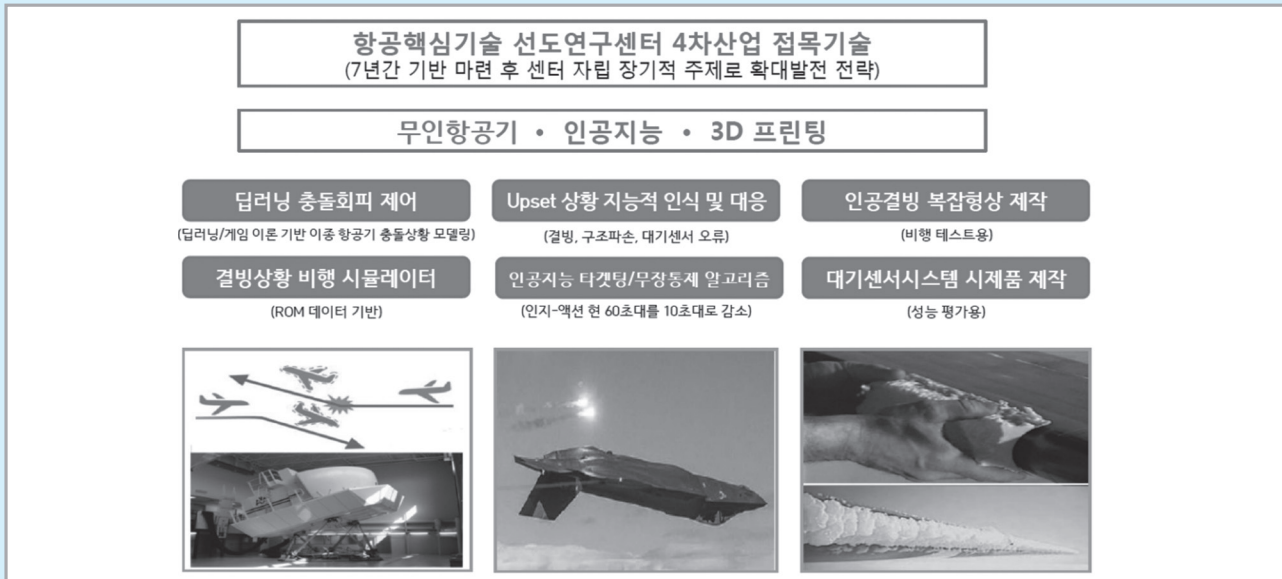 항공핵심기술 선도연구센터 4차산업 접목기술
(7년간 기반 마련 후 센터 자립 장기적 주제로 확대발전 전략)
무인항공기 • 인공지능 • 3D 프린팅
딥러닝 충돌회피 제어
(딥러닝/게임 이론 기반 이종 항공기 충돌상황 모델링)
결빙상황 비행 시뮬레이터
(ROM 데이터 기반)
Upset 상황 지능적 인식 및 대응
(결빙, 구조파손, 대기센서 오류)
인공지능 타겟팅/무장통제 알고리즘
(인지-액션 현 60초대를 10초대로 감소)
인공결빙 복잡형상 제작
(비행 테스트용)
대기센서시스템 시제품 제작
(성능 평가용)